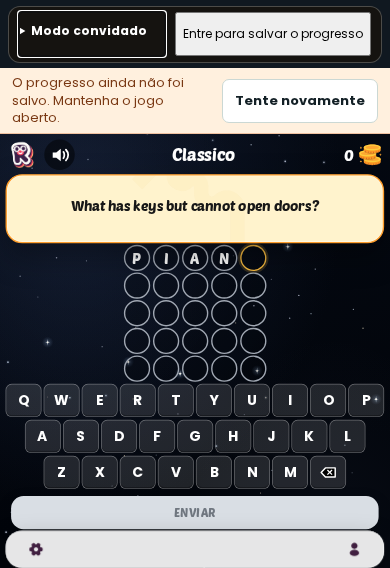 ▸ Modo convidado
Entre para salvar o progresso
O progresso ainda não foi
salvo. Mantenha o jogo
aberto.
Tente novamente
Classico
0
What has keys but cannot open doors?
P I A N
Q W E R T Y U I O P
A S D F G H J K L
Z X C V B N M
ENVIAR